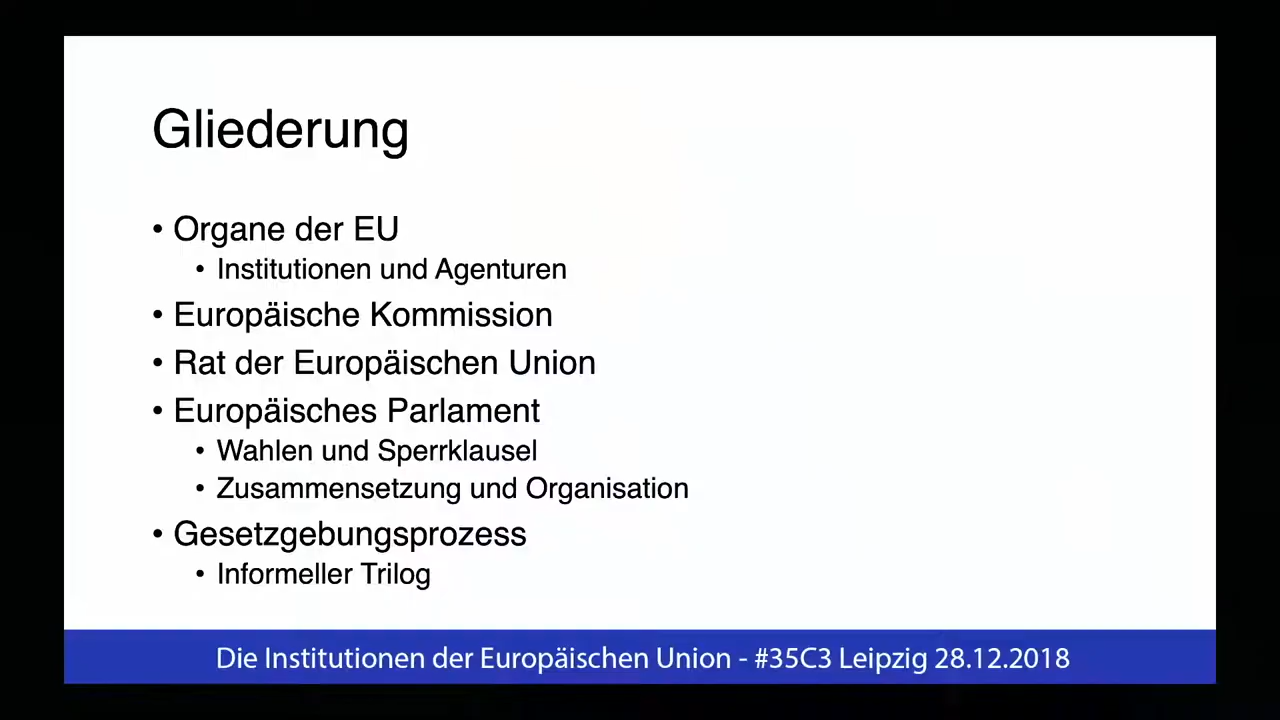 Gliederung
• Organe der EU
• Institutionen und Agenturen
• Europäische Kommission
• Rat der Europäischen Union
• Europäisches Parlament
• Wahlen und Sperrklausel
• Zusammensetzung und Organisation
• Gesetzgebungsprozess
• Informeller Trilog
Die Institutionen der Europäischen Union - #35C3 Leipzig 28.12.2018